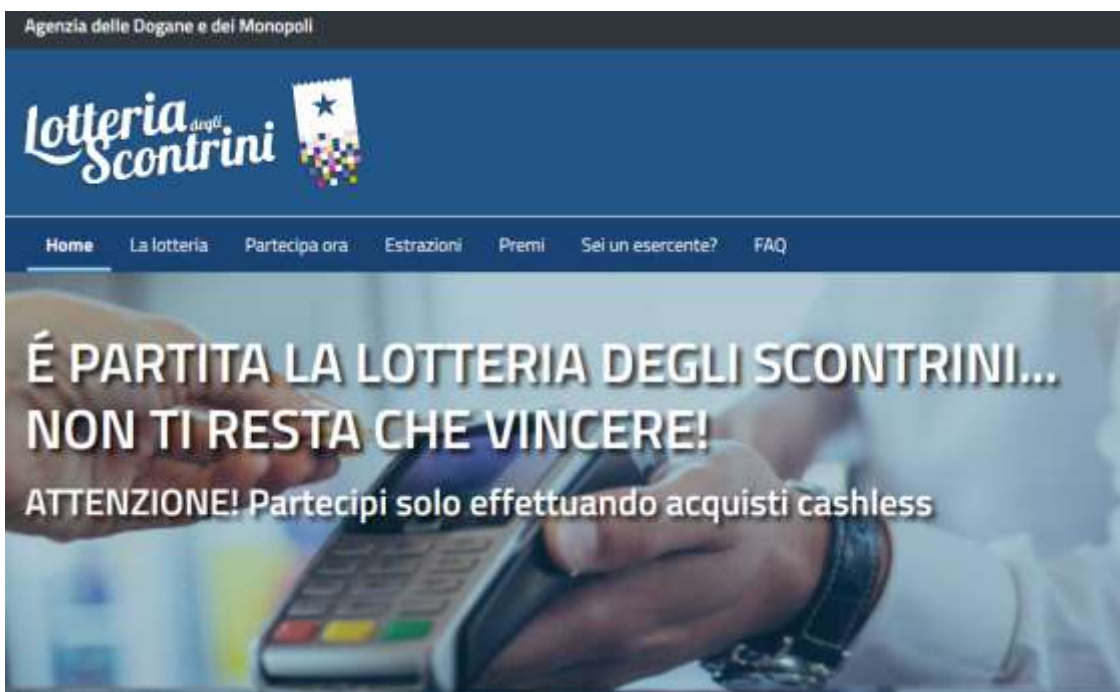 Agenzia delle Dogane e dei Monopoli
Lotteria degli
Scontrini
Home La lotteria Partecipa ora Estrazioni Premi Sei un esercente? FAQ
É PARTITA LA LOTTERIA DEGLI SCONTRINI...
NON TI RESTA CHE VINCERE!
ATTENZIONE! Partecipi solo effettuando acquisti cashless